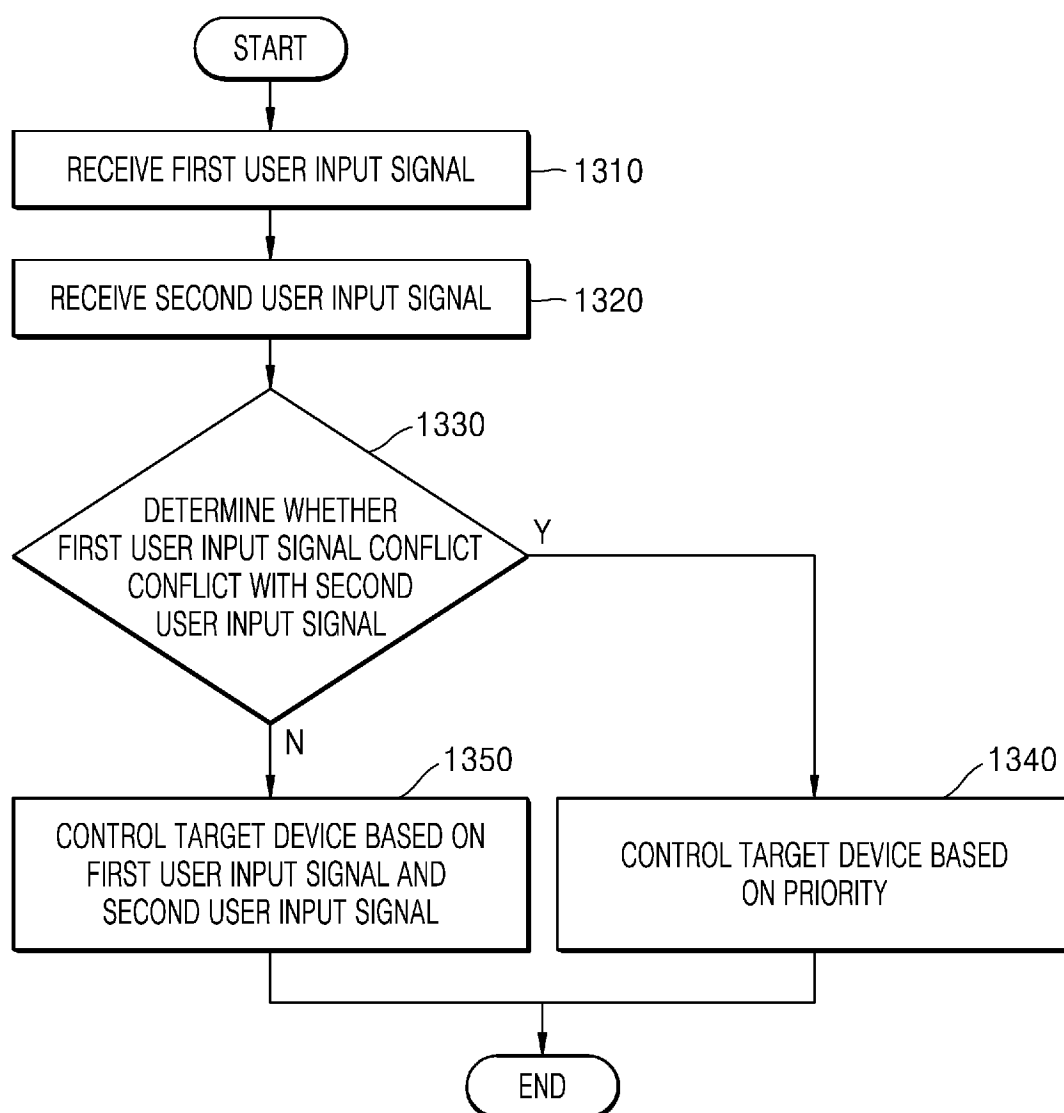 START
RECEIVE FIRST USER INPUT SIGNAL
1310
RECEIVE SECOND USER INPUT SIGNAL
1320
1330
DETERMINE WHETHER
FIRST USER INPUT SIGNAL CONFLICT
CONFLICT WITH SECOND
USER INPUT SIGNAL
Y
N
1350
CONTROL TARGET DEVICE BASED ON
FIRST USER INPUT SIGNAL AND
SECOND USER INPUT SIGNAL
1340
CONTROL TARGET DEVICE BASED
ON PRIORITY
END